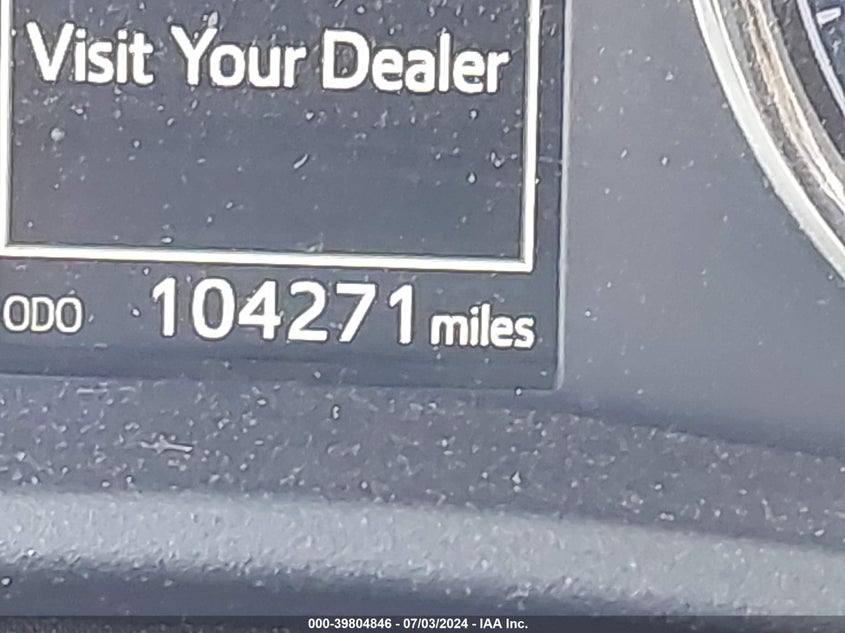 Visit Your Dealer
ODO 104271 miles
000-39804846 - 07/03/2024 - IAA Inc.